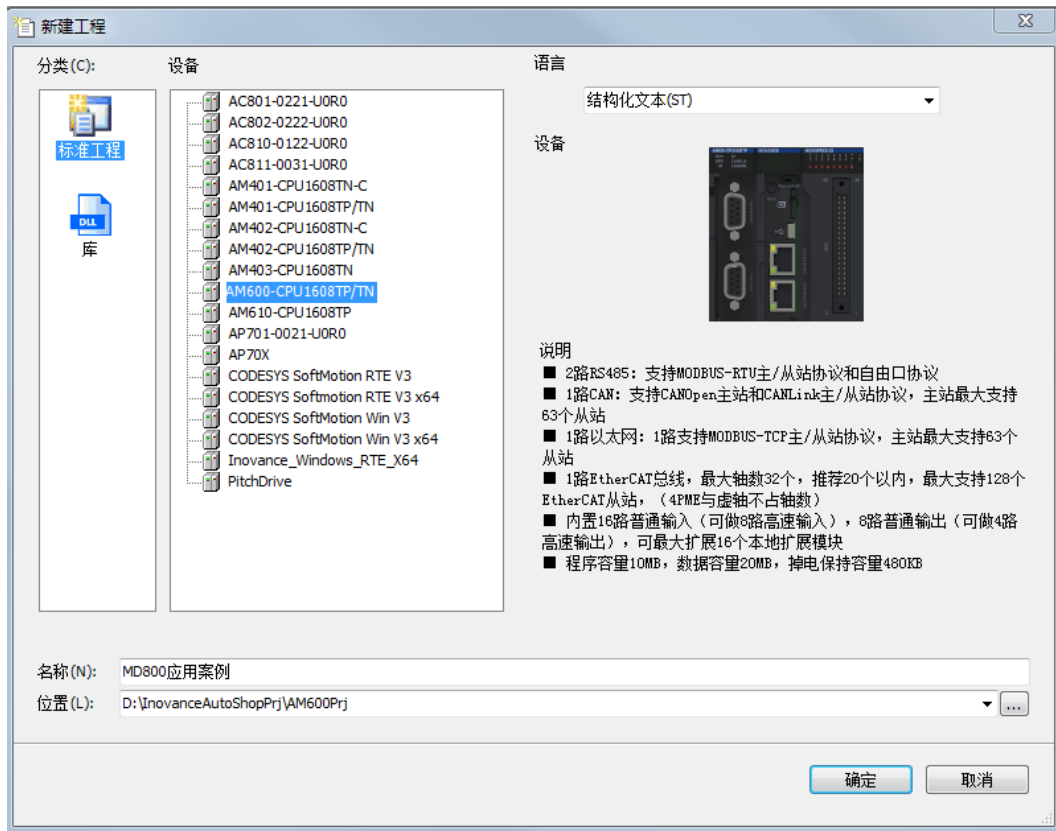 新建工程
分类(C):
设备
语言
标准工程
库
DLL
AC801-0221-U0R0
AC802-0222-U0R0
AC810-0122-U0R0
AC811-0031-U0R0
AM401-CPU1608TN-C
AM401-CPU1608TP/TN
AM402-CPU1608TN-C
AM402-CPU1608TP/TN
AM403-CPU1608TN
AM600-CPU1608TP/TN
AM610-CPU1608TP
AP701-0021-U0R0
AP70X
CODESYS SoftMotion RTE V3
CODESYS Softmotion RTE V3 x64
CODESYS SoftMotion Win V3
CODESYS SoftMotion Win V3 x64
Inovance_Windows_RTE_X64
PitchDrive
结构化文本(ST)
设备
说明
■ 2路RS485: 支持MODBUS-RTU主/从站协议和自由口协议
■ 1路CAN: 支持CANOpen主站和CANLink主/从站协议，主站最大支持
63个从站
■ 1路以太网: 1路支持MODBUS-TCP主/从站协议，主站最大支持63个
从站
■ 1路EtherCAT总线，最大轴数32个，推荐20个以内，最大支持128个
EtherCAT从站，（4PME与虚轴不占轴数）
■ 内置16路普通输入（可做8路高速输入），8路普通输出（可做4路
高速输出），可最大扩展16个本地扩展模块
■ 程序容量10MB，数据容量20MB，掉电保持容量480KB
名称(N):
MD800应用案例
位置(L):
D:\InovanceAutoShopPrj\AM600Prj
...
确定
取消